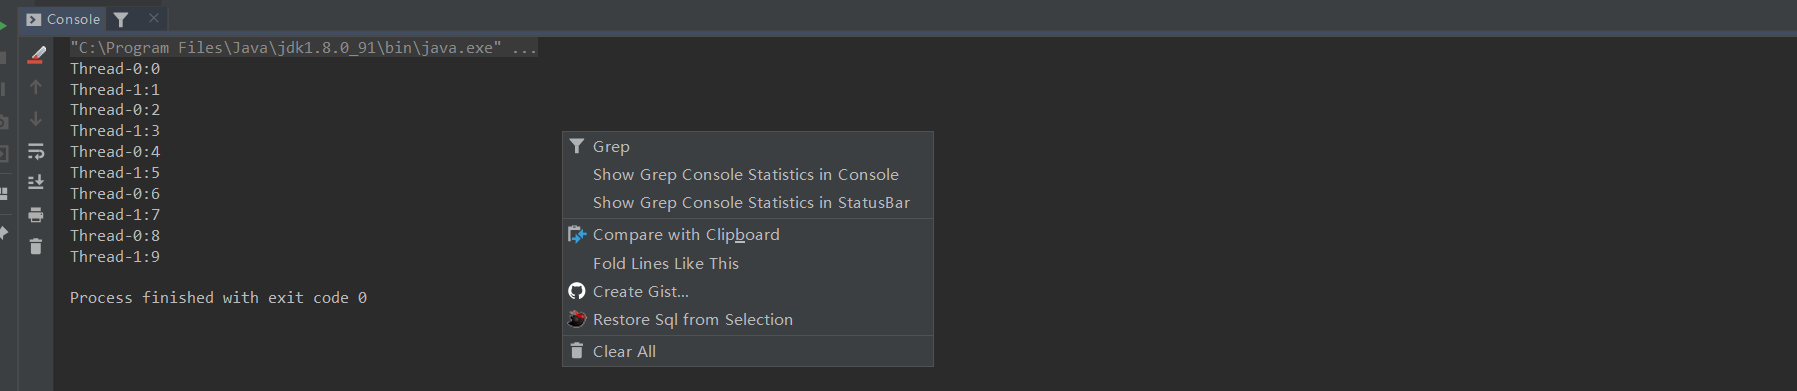 Console
"C:\Program Files\Java\jdk1.8.0_91\bin\java.exe" ...
Thread-0:0
Thread-1:1
Thread-0:2
Thread-1:3
Thread-0:4
Thread-1:5
Thread-0:6
Thread-1:7
Thread-0:8
Thread-1:9
Process finished with exit code 0
Grep
Show Grep Console Statistics in Console
Show Grep Console Statistics in StatusBar
Compare with Clipboard
Fold Lines Like This
Create Gist...
Restore Sql from Selection
Clear All